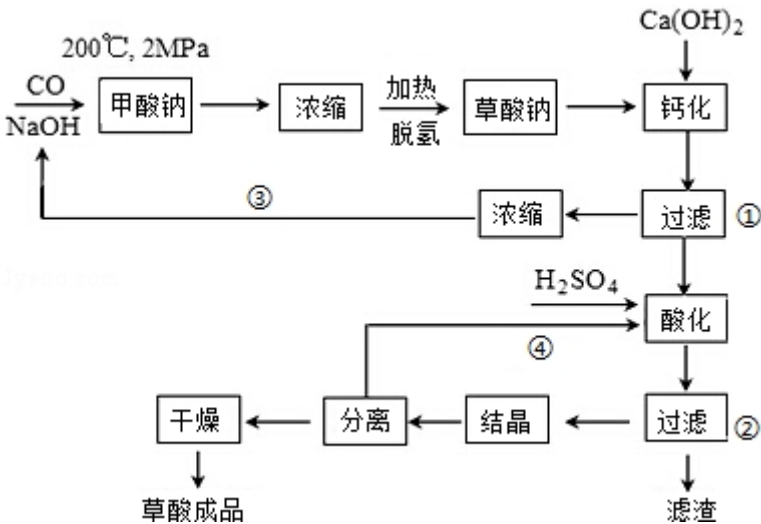 Ca(OH)₂
200℃, 2MPa
CO
NaOH
甲酸钠
浓缩
加热
脱氢
草酸钠
钙化
③
浓缩
过滤
①
H₂SO₄
酸化
④
干燥
分离
结晶
过滤
②
草酸成品
滤渣